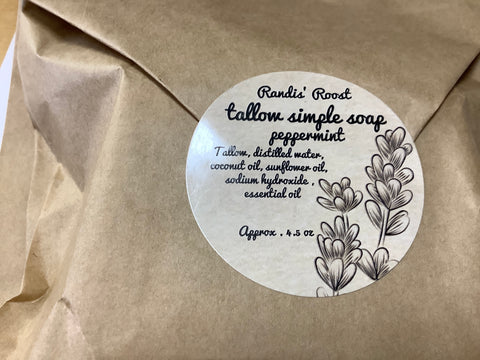 Randis' Roost
tallow simple soap
peppermint
Tallow, distilled water,
coconut oil, sunflower oil,
sodium hydroxide ,
essential oil
Approx . 4.5 oz